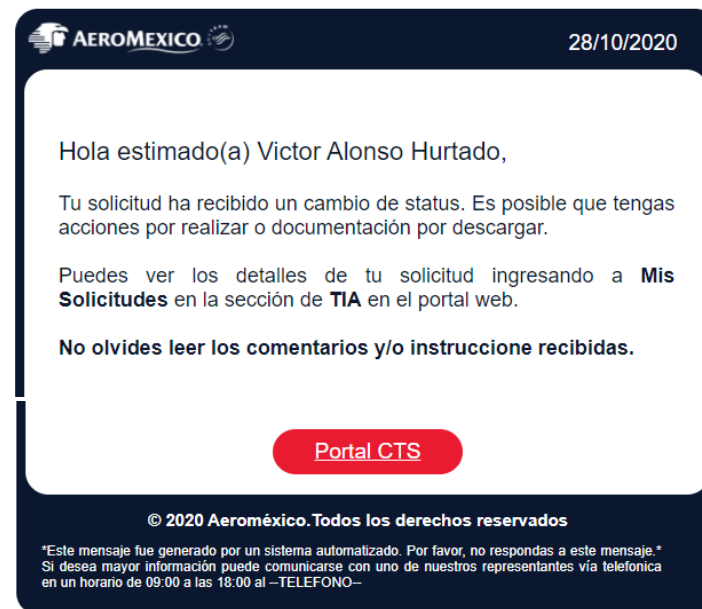 AEROMEXICO
28/10/2020
Hola estimado(a) Victor Alonso Hurtado,
Tu solicitud ha recibido un cambio de status. Es posible que tengas
acciones por realizar o documentación por descargar.
Puedes ver los detalles de tu solicitud ingresando a Mis
Solicitudes en la sección de TIA en el portal web.
No olvides leer los comentarios y/o instruccione recibidas.
Portal CTS
© 2020 Aeroméxico.Todos los derechos reservados
*Este mensaje fue generado por un sistema automatizado. Por favor, no respondas a este mensaje.*
Si desea mayor información puede comunicarse con uno de nuestros representantes vía telefonica
en un horario de 09:00 a las 18:00 al --TELEFONO--